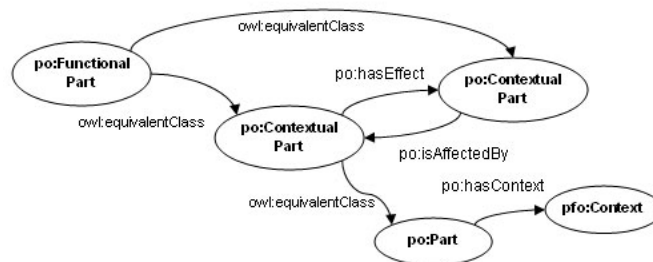 owl:equivalentClass
po:Functional
Part
po:hasEffect
po:Contextual
Part
owl:equivalentClass
po:Contextual
Part
po:isAffectedBy
po:hasContext
owl:equivalentClass
pfo:Context
po:Part